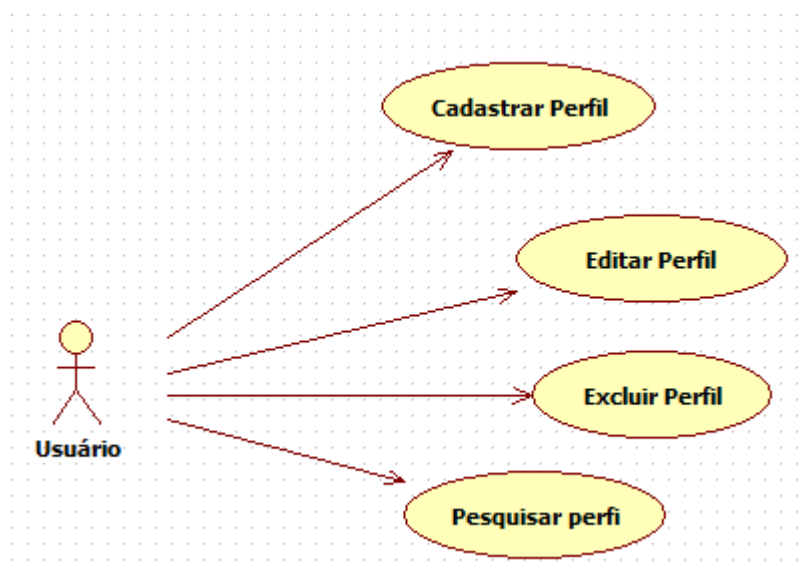 Cadastrar Perfil
Editar Perfil
Excluir Perfil
Usuário
Pesquisar perfi